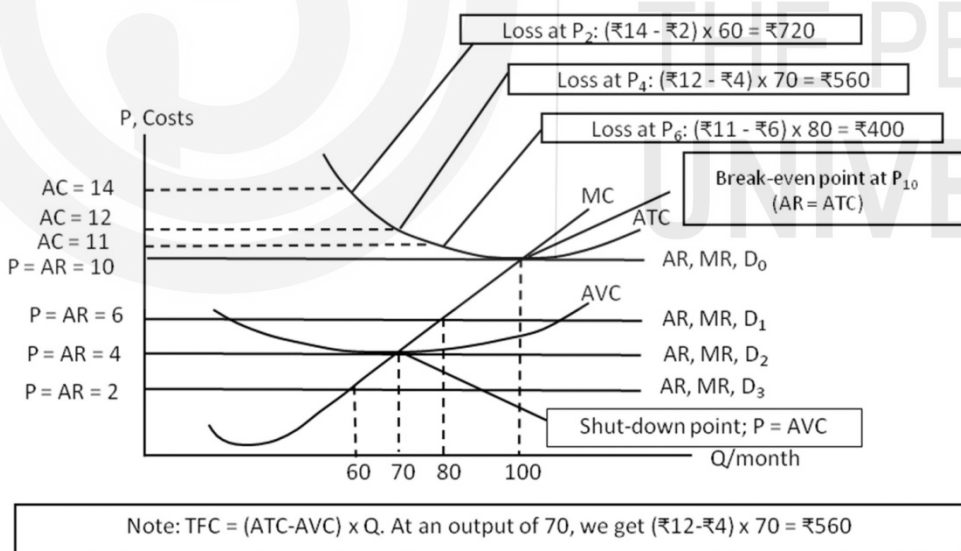 THE PE
UNIVE
Loss at P₂: (₹14 - ₹2) x 60 = ₹720
Loss at P₄: (₹12 - ₹4) x 70 = ₹560
Loss at P₆: (₹11 - ₹6) x 80 = ₹400
Break-even point at P₁₀
(AR = ATC)
P, Costs
MC
ATC
AC = 14
AC = 12
AC = 11
P = AR = 10
AR, MR, D₀
AVC
P = AR = 6
AR, MR, D₁
P = AR = 4
AR, MR, D₂
P = AR = 2
AR, MR, D₃
Shut-down point; P = AVC
60 70 80 100
Q/month
Note: TFC = (ATC-AVC) x Q. At an output of 70, we get (₹12-₹4) x 70 = ₹560